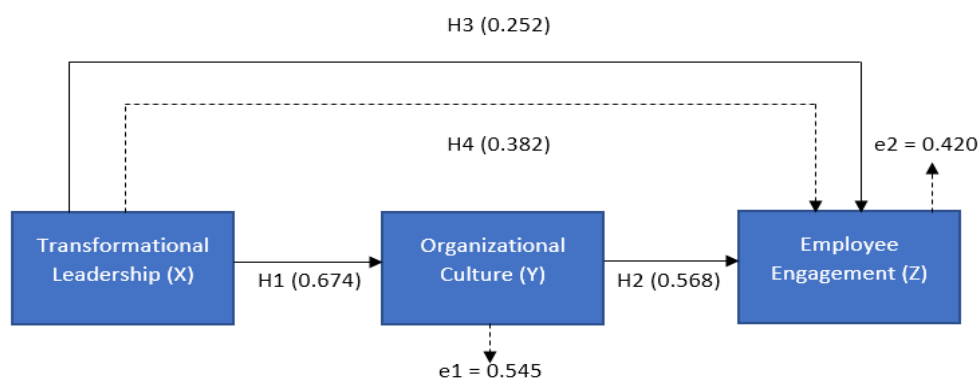 H3 (0.252)
H4 (0.382)
e2 = 0.420
Transformational
Leadership (X)
H1 (0.674)
Organizational
Culture (Y)
H2 (0.568)
Employee
Engagement (Z)
e1 = 0.545